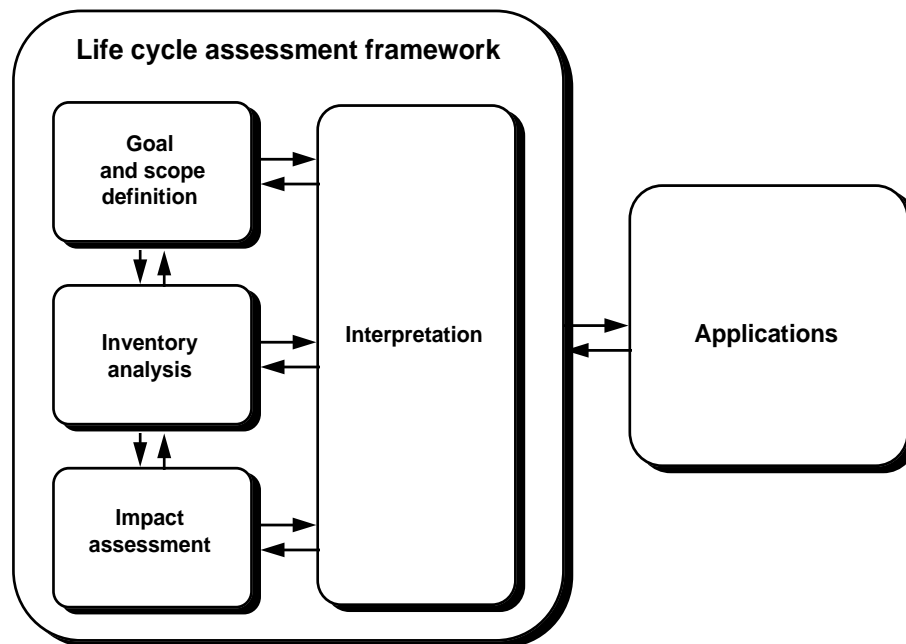 Life cycle assessment framework
Goal
and scope
definition
Inventory
analysis
Impact
assessment
Interpretation
Applications